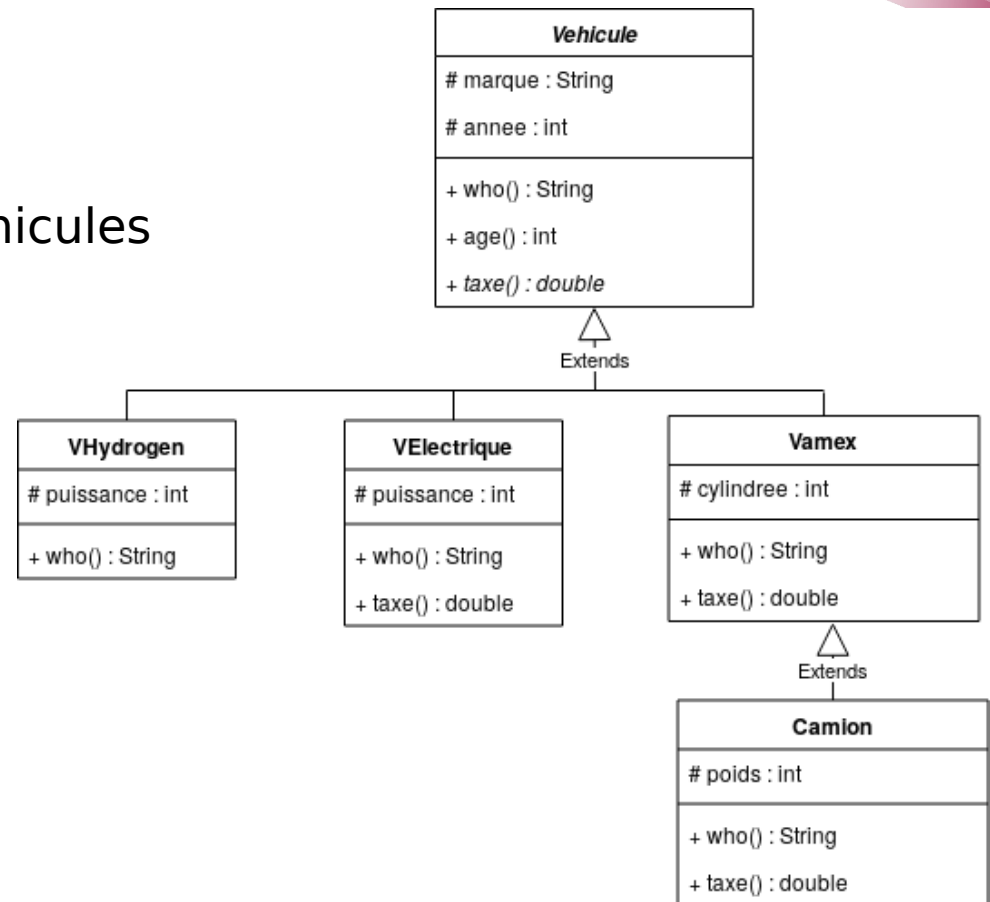 Vehicule
# marque : String
# annee : int
+ who() : String
+ age() : int
+ taxe() : double
hicules
Extends
VHydrogen
# puissance : int
+ who() : String
VElectrique
# puissance : int
+ who() : String
+ taxe() : double
Vamex
# cylindree : int
+ who() : String
+ taxe() : double
Extends
Camion
# poids : int
+ who() : String
+ taxe() : double